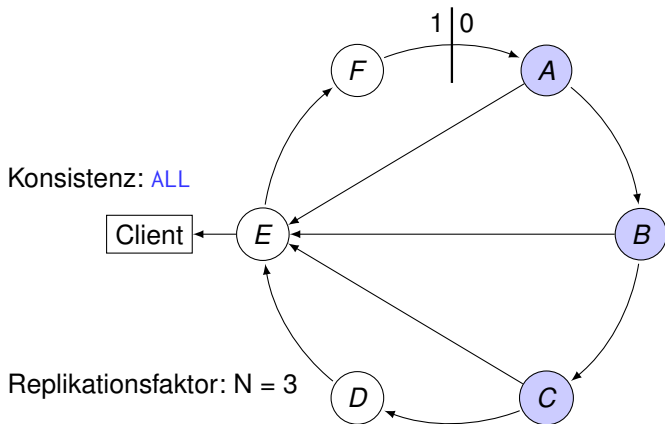 1 0
F
A
Konsistenz: ALL
Client
E
B
Replikationsfaktor: N = 3
D
C